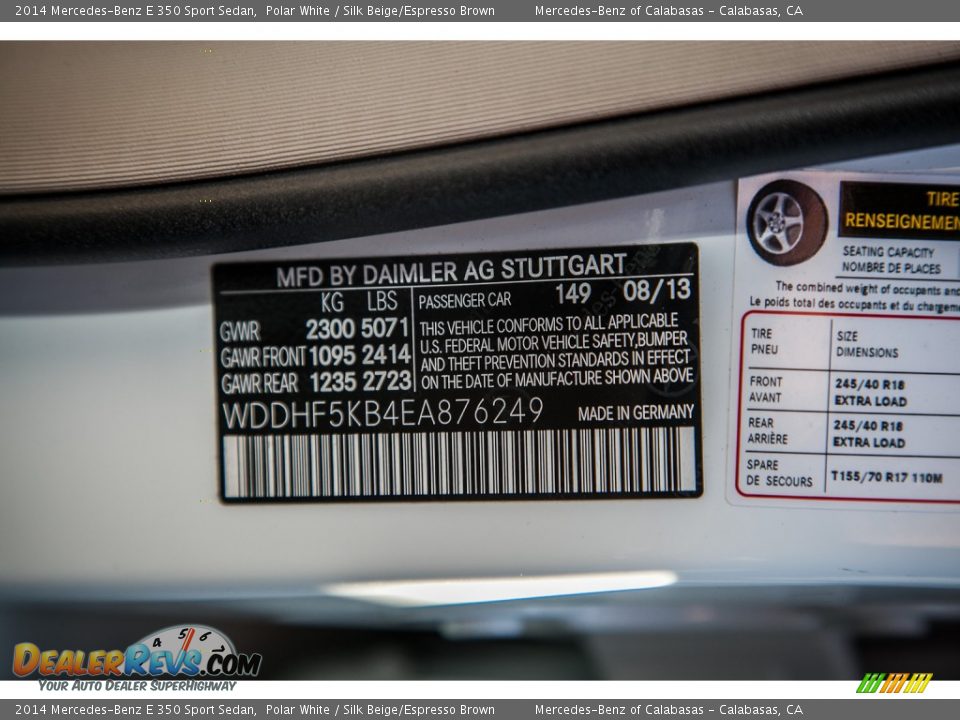 2014 Mercedes-Benz E 350 Sport Sedan, Polar White / Silk Beige/Espresso Brown Mercedes-Benz of Calabasas - Calabasas, CA
MFD BY DAIMLER AG STUTTGART
KG LBS
GVWR 2300 5071
GAWR FRONT 1095 2414
GAWR REAR 1235 2723
PASSENGER CAR 149 08/13
THIS VEHICLE CONFORMS TO ALL APPLICABLE
U.S. FEDERAL MOTOR VEHICLE SAFETY, BUMPER
AND THEFT PREVENTION STANDARDS IN EFFECT
ON THE DATE OF MANUFACTURE SHOWN ABOVE
WDDHF5KB4EA876249 MADE IN GERMANY
TIRE
RENSEIGNEMEN
SEATING CAPACITY
NOMBRE DE PLACES
The combined weight of occupants and
Le poids total des occupants et du chargeme
TIRE
PNEU
SIZE
DIMENSIONS
FRONT
AVANT
245/40 R18
EXTRA LOAD
REAR
ARRIÈRE
245/40 R18
EXTRA LOAD
SPARE
DE SECOURS
T155/70 R17 110M
4 5 6
DEALERREVS.COM
YOUR AUTO DEALER SUPERHIGHWAY
2014 Mercedes-Benz E 350 Sport Sedan, Polar White / Silk Beige/Espresso Brown Mercedes-Benz of Calabasas - Calabasas, CA